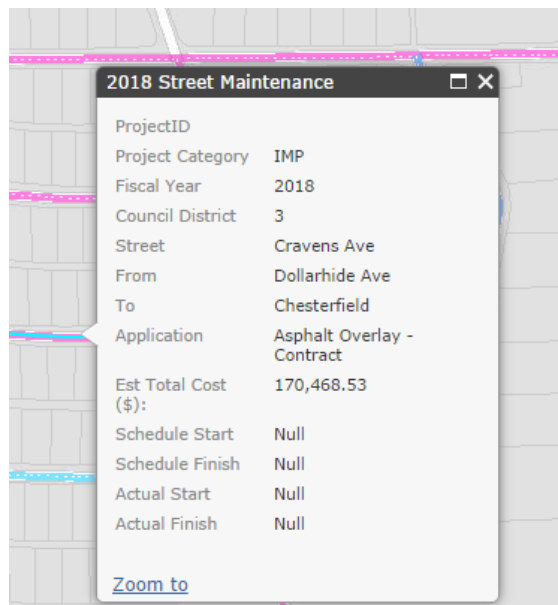 2018 Street Maintenance
ProjectID
Project Category IMP
Fiscal Year 2018
Council District 3
Street Cravens Ave
From Dollarhide Ave
To Chesterfield
Application Asphalt Overlay -
Contract
Est Total Cost 170,468.53
($):
Schedule Start Null
Schedule Finish Null
Actual Start Null
Actual Finish Null
Zoom to